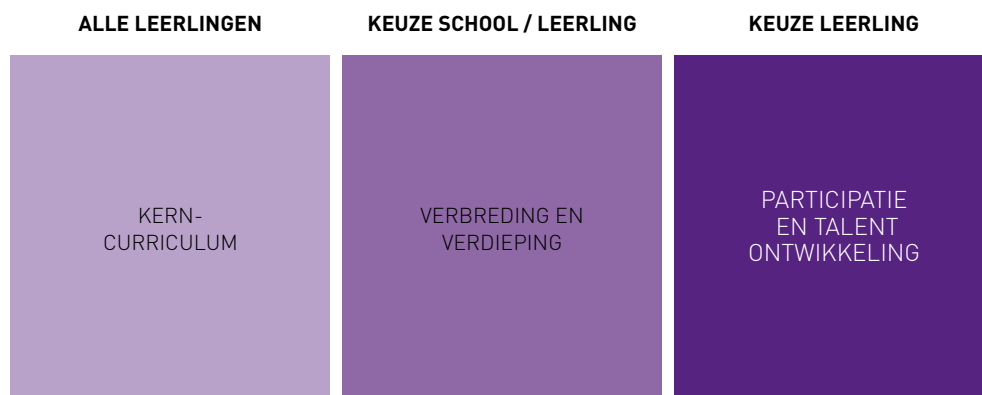 ALLE LEERLINGEN
KEUZE SCHOOL / LEERLING
KEUZE LEERLING
KERN-
CURRICULUM
VERBREDING EN
VERDIEPING
PARTICIPATIE
EN TALENT
ONTWIKKELING